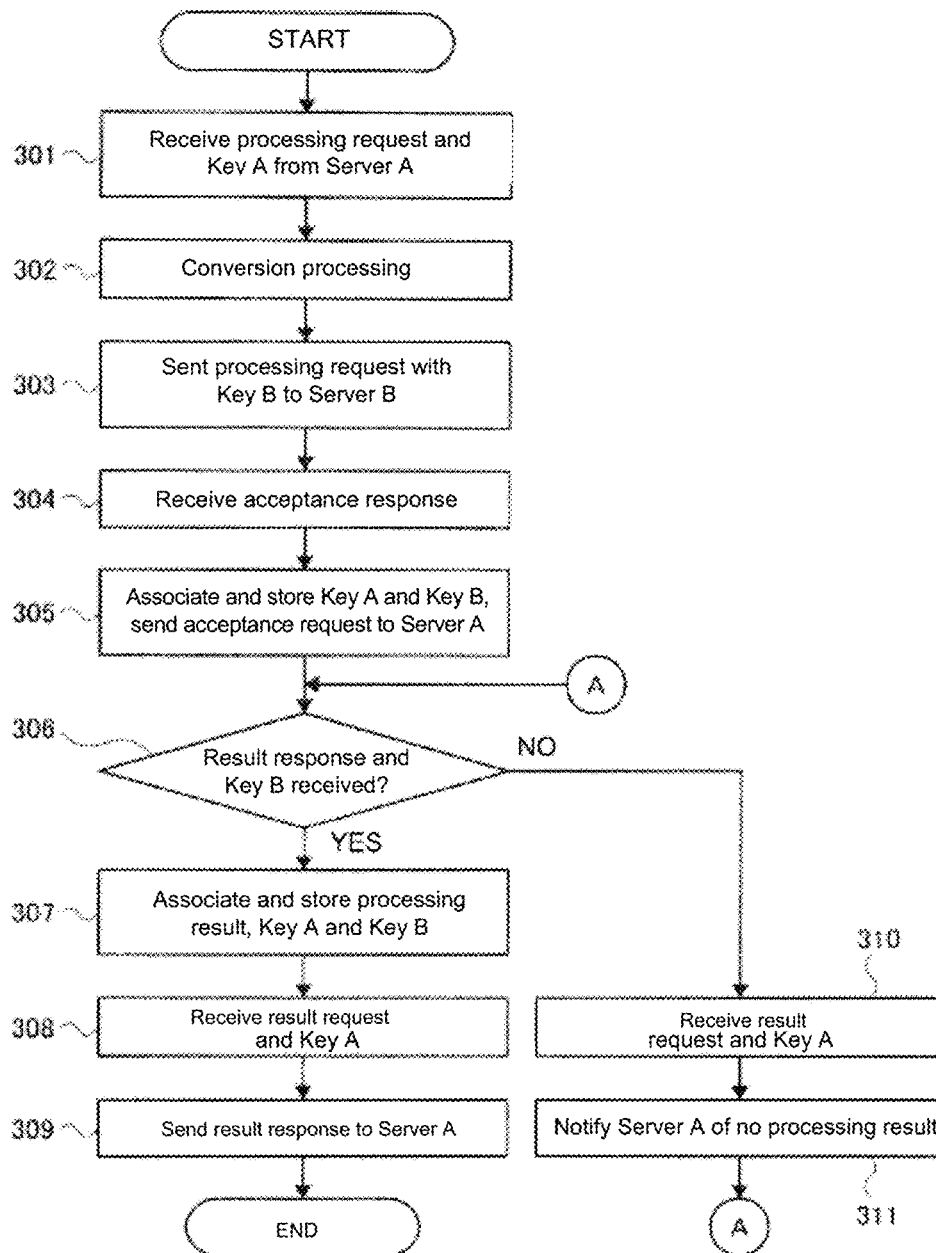 START
301
Receive processing request and
Key A from Server A
302
Conversion processing
303
Sent processing request with
Key B to Server B
304
Receive acceptance response
305
Associate and store Key A and Key B,
send acceptance request to Server A
A
306
Result response and
Key B received?
NO
YES
307
Associate and store processing
result, Key A and Key B
310
308
Receive result request
and Key A
Receive result
request and Key A
309
Send result response to Server A
Notify Server A of no processing result
311
END
A